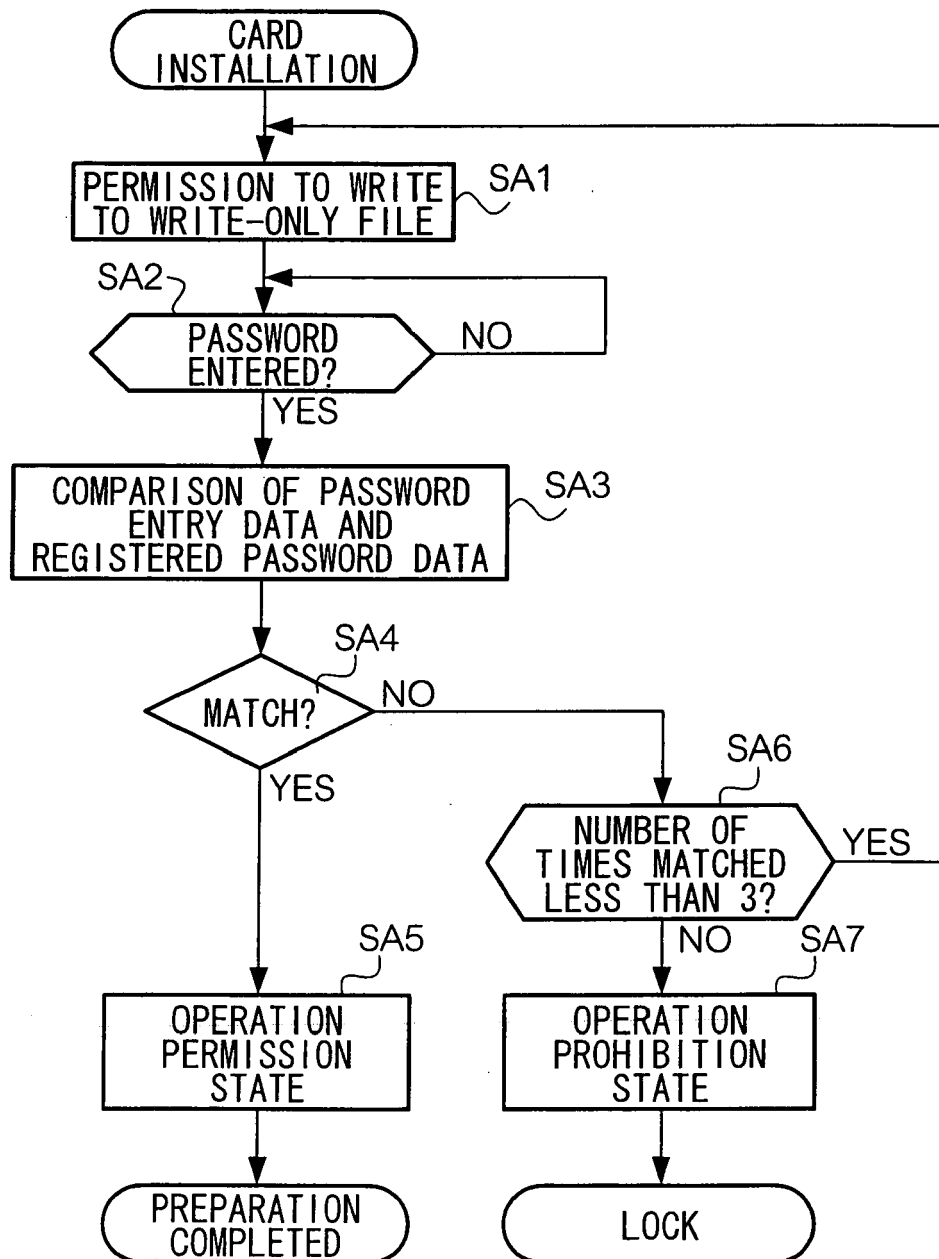 CARD
INSTALLATION
PERMISSION TO WRITE
TO WRITE-ONLY FILE
SA1
SA2
PASSWORD
ENTERED?
NO
YES
COMPARISON OF PASSWORD
ENTRY DATA AND
REGISTERED PASSWORD DATA
SA3
SA4
MATCH?
NO
YES
SA6
NUMBER OF
TIMES MATCHED
LESS THAN 3?
YES
NO
SA5
OPERATION
PERMISSION
STATE
SA7
OPERATION
PROHIBITION
STATE
PREPARATION
COMPLETED
LOCK